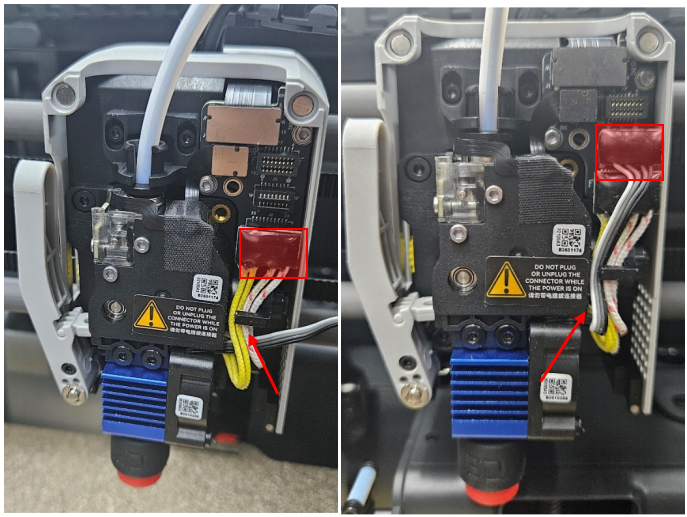 DO NOT PLUG
OR UNPLUG THE
CONNECTOR WHILE
THE POWER IS ON
请勿带电插拔连接器
DO NOT PLUG
OR UNPLUG THE
CONNECTOR WHILE
THE POWER IS ON
请勿带电插拔连接器